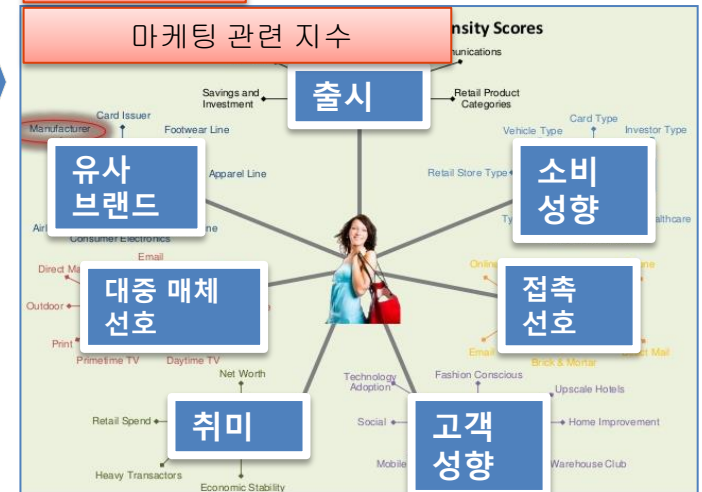 마케팅 관련 지수
nsity Scores
unications
Savings and
Investment
출시
Retail Product
Categories
Manufacturer
Card Issuer
Footwear Line
유사
브랜드
Apparel Line
Consumer Electronics
Card Type
Vehicle Type
Investor Type
Retail Store Type
소비
성향
althcare
Email
Direct Ma
대중 매체
선호
Outdoor
Print
Primetime TV
Daytime TV
Online
접촉
선호
Email
Brick & Mortar
ct Mail
Net Worth
Retail Spend
취미
Heavy Transactors
Economic Stability
Technology
Adoption
Fashion Conscious
Upscale Hotels
Social
고객
성향
Home Improvement
Mobile
Warehouse Club